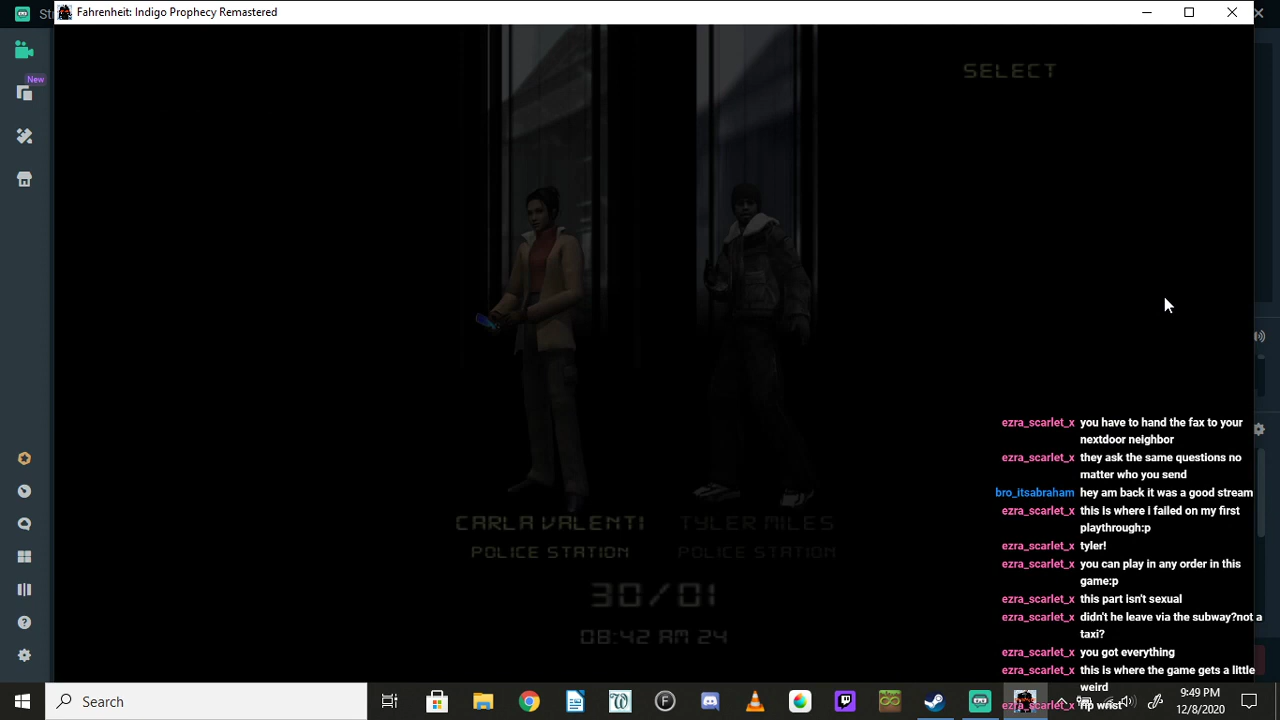 St
Fahrenheit: Indigo Prophecy Remastered
New
SELECT
CARLA VALENTI TYLER MILES
POLICE STATION POLICE STATION
30/01
08:42 AM 24
ezra_scarlet_x you have to hand the fax to your
nextdoor neighbor
ezra_scarlet_x they ask the same questions no
matter who you send
bro_itsabraham hey am back it was a good stream
ezra_scarlet_x this is where i failed on my first
playthrough:p
ezra_scarlet_x tyler!
ezra_scarlet_x you can play in any order in this
game:p
ezra_scarlet_x this part isn't sexual
ezra_scarlet_x didn't he leave via the subway?not a
taxi?
ezra_scarlet_x you got everything
ezra_scarlet_x this is where the game gets a little
weird
ezra_scarlet_x rip wrist
Search
9:49 PM
12/8/2020